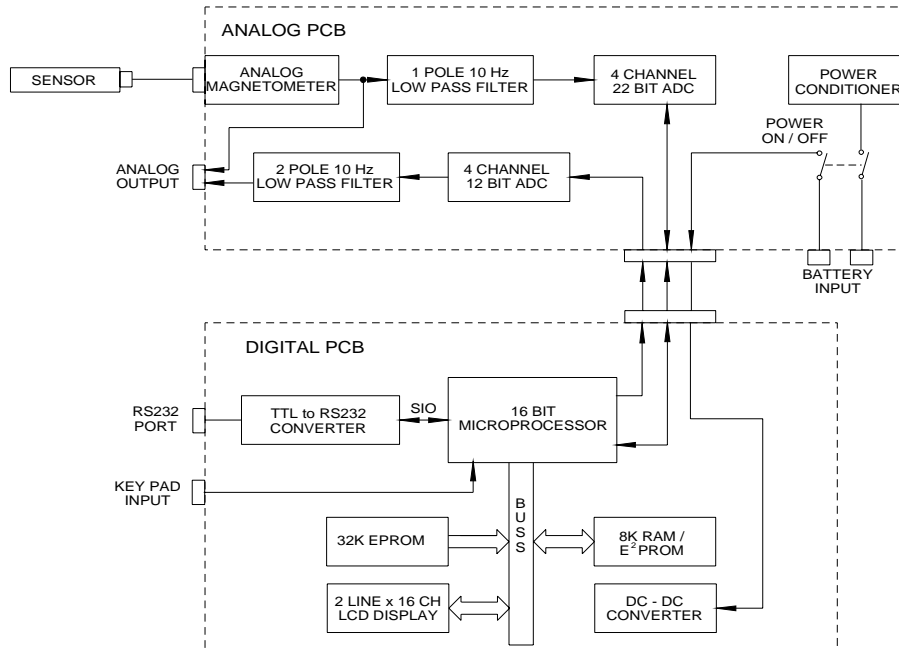 ANALOG PCB
SENSOR
ANALOG
MAGNETOMETER
1 POLE 10 Hz
LOW PASS FILTER
4 CHANNEL
22 BIT ADC
POWER
CONDITIONER
POWER
ON / OFF
ANALOG
OUTPUT
2 POLE 10 Hz
LOW PASS FILTER
4 CHANNEL
12 BIT ADC
BATTERY
INPUT
DIGITAL PCB
RS232
PORT
TTL to RS232
CONVERTER
SIO
16 BIT
MICROPROCESSOR
KEY PAD
INPUT
BUSS
32K EPROM
8K RAM /
E² PROM
2 LINE x 16 CH
LCD DISPLAY
DC - DC
CONVERTER